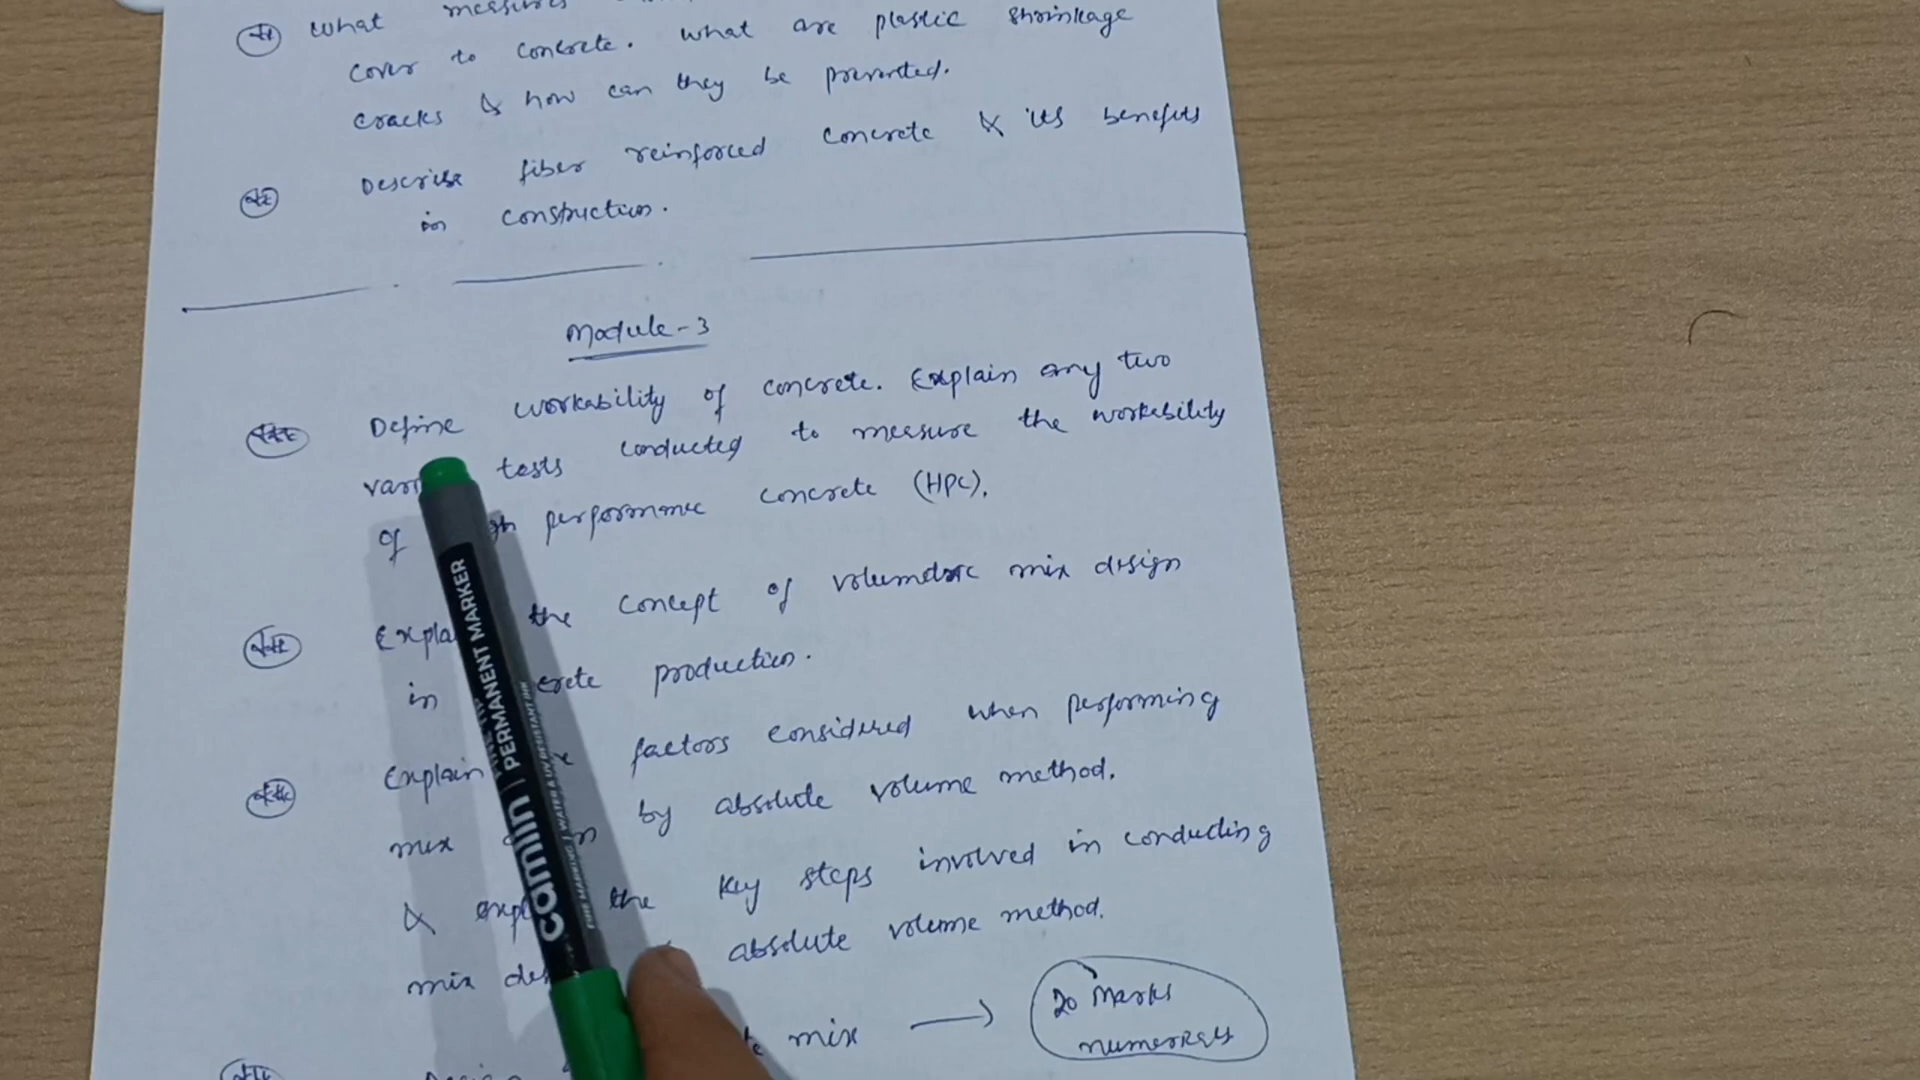 What measures
cover to concrete. What are plastic shrinkage
cracks & how can they be prevented.
Describe fiber reinforced concrete & its benefits
in construction.
Module-3
Define workability of concrete. Explain any two
tests conducted to measure the workability
of performance concrete (HPC).
the concept of volumetric mix design
in production.
Explain factors considered when performing
mix by absolute volume method.
& the key steps involved in conducting
mix absolute volume method.
mix → 20 Marks
numericals
camlin PERMANENT MARKER